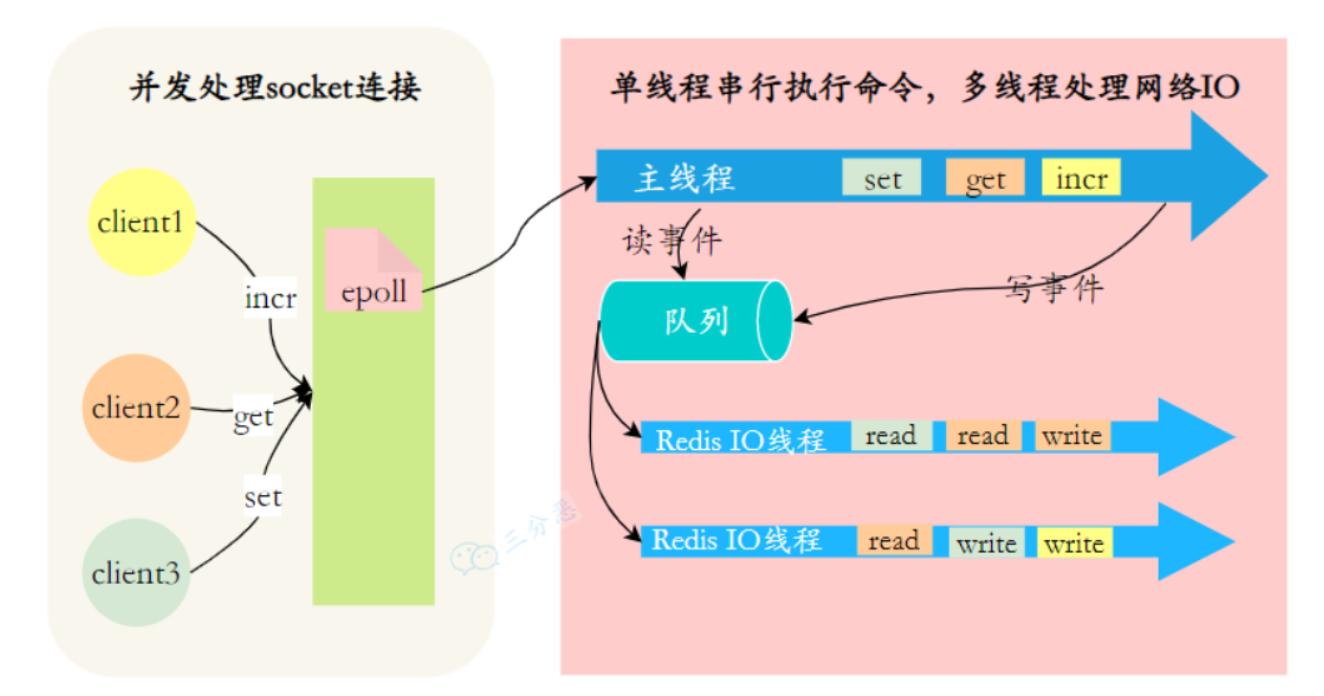 并发处理socket连接
client1
incr
client2
get
client3
set
epoll
单线程串行执行命令，多线程处理网络IO
主线程 set get incr
读事件
写事件
队列
Redis IO线程 read read write
Redis IO线程 read write write
三分恶